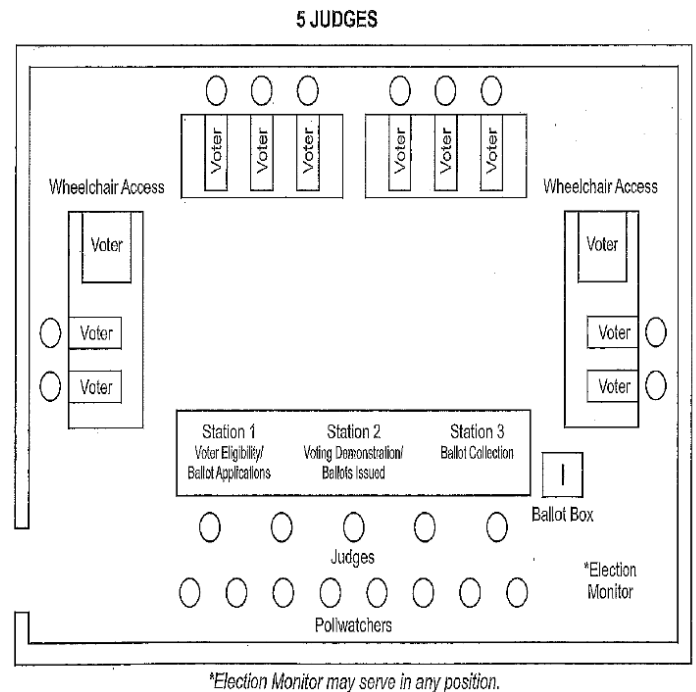 5 JUDGES
Voter Voter Voter Voter Voter Voter
Wheelchair Access
Wheelchair Access
Voter
Voter
Voter
Voter
Voter
Voter
Station 1
Voter Eligibility/
Ballot Applications
Station 2
Voting Demonstration/
Ballots Issued
Station 3
Ballot Collection
Ballot Box
Judges
*Election
Monitor
Pollwatchers
*Election Monitor may serve in any position.